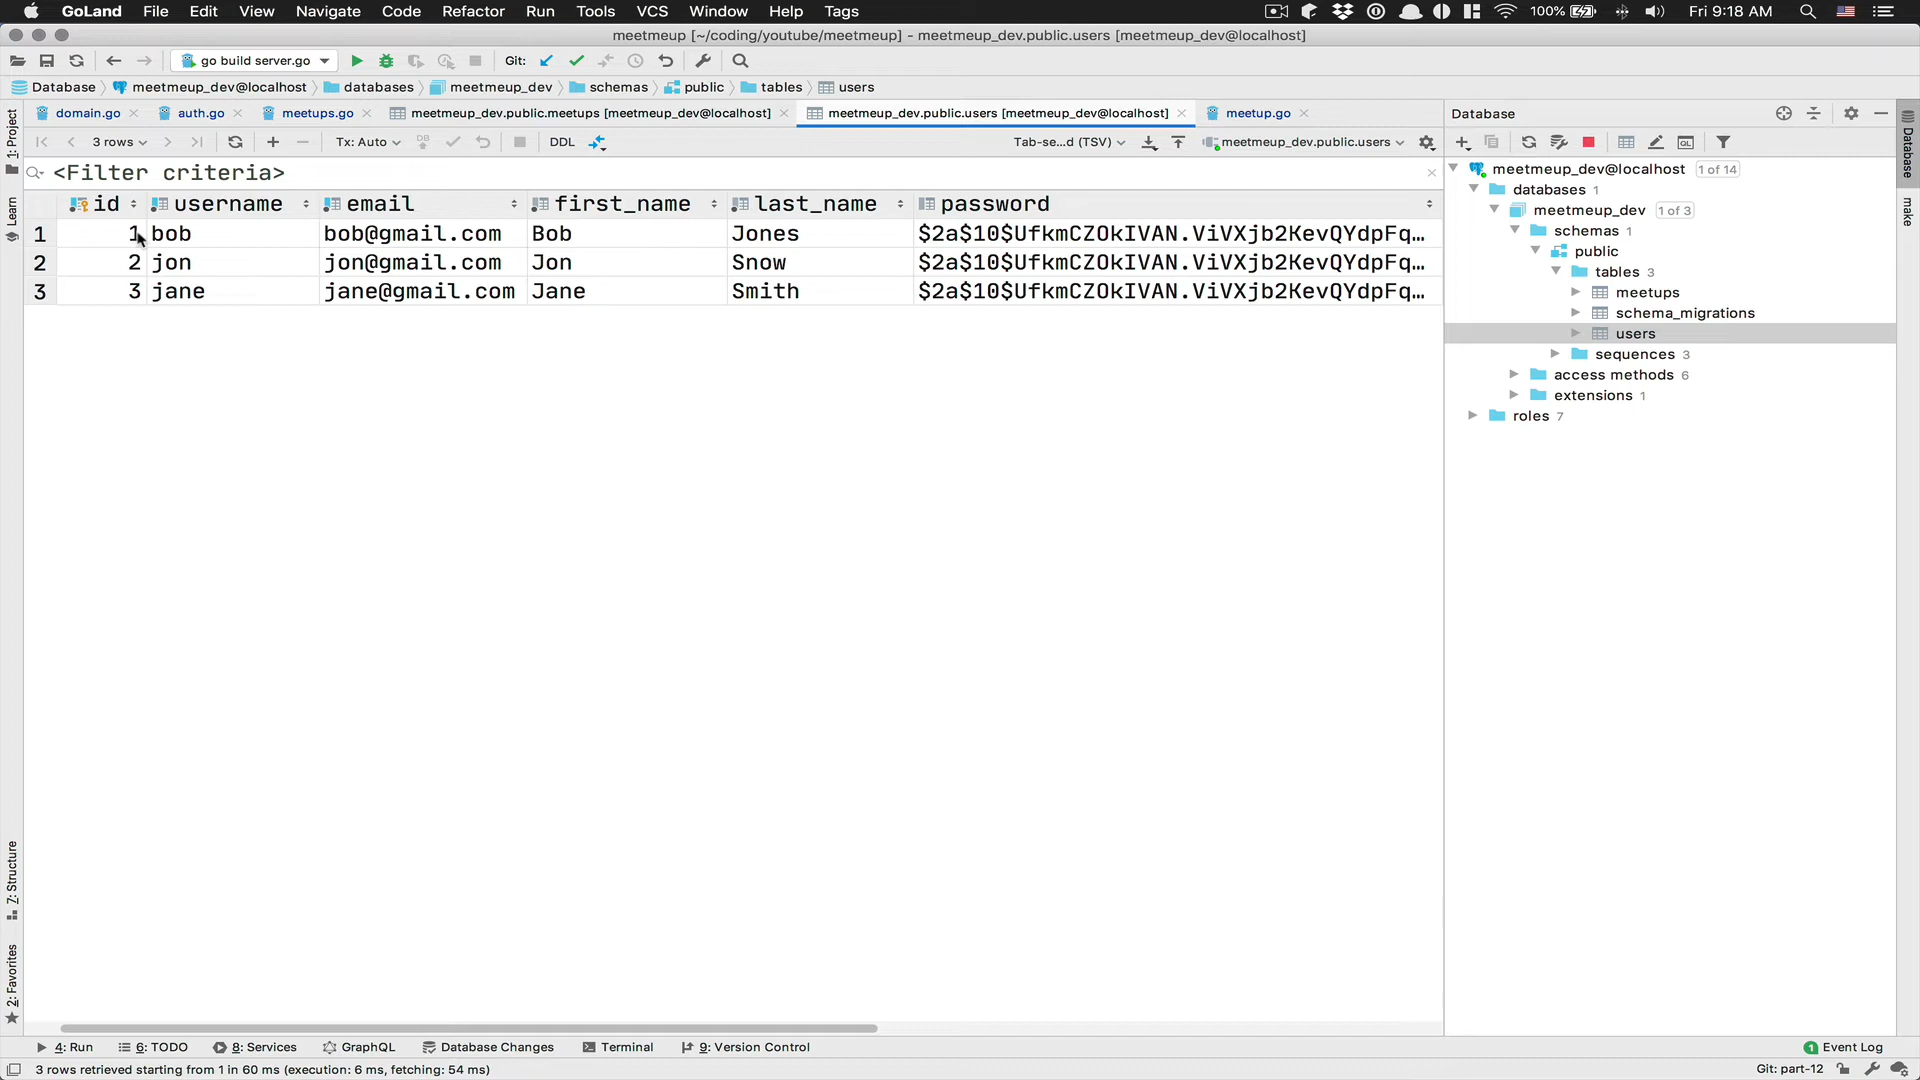 GoLand File Edit View Navigate Code Refactor Run Tools VCS Window Help Tags 100% Fri 9:18 AM
meetmeup [~/coding/youtube/meetmeup] - meetmeup_dev.public.users [meetmeup_dev@localhost]
go build server.go Git:
Database meetmeup_dev@localhost databases meetmeup_dev schemas public tables users
domain.go auth.go meetups.go meetmeup_dev.public.meetups [meetmeup_dev@localhost] meetmeup_dev.public.users [meetmeup_dev@localhost] meetup.go
3 rows Tx: Auto DB DDL Tab-se...d (TSV) meetmeup_dev.public.users
<Filter criteria>
id username email first_name last_name password
1 1 bob bob@gmail.com Bob Jones $2a$10$UfkmCZOkIVAN.ViVXjb2KevQYdpFq…
2 2 jon jon@gmail.com Jon Snow $2a$10$UfkmCZOkIVAN.ViVXjb2KevQYdpFq…
3 3 jane jane@gmail.com Jane Smith $2a$10$UfkmCZOkIVAN.ViVXjb2KevQYdpFq…
Database
QL
meetmeup_dev@localhost 1 of 14
databases 1
meetmeup_dev 1 of 3
schemas 1
public
tables 3
meetups
schema_migrations
users
sequences 3
access methods 6
extensions 1
roles 7
1: Project
Learn
7: Structure
2: Favorites
Database
make
4: Run 6: TODO 8: Services GraphQL Database Changes Terminal 9: Version Control 1 Event Log
3 rows retrieved starting from 1 in 60 ms (execution: 6 ms, fetching: 54 ms) Git: part-12